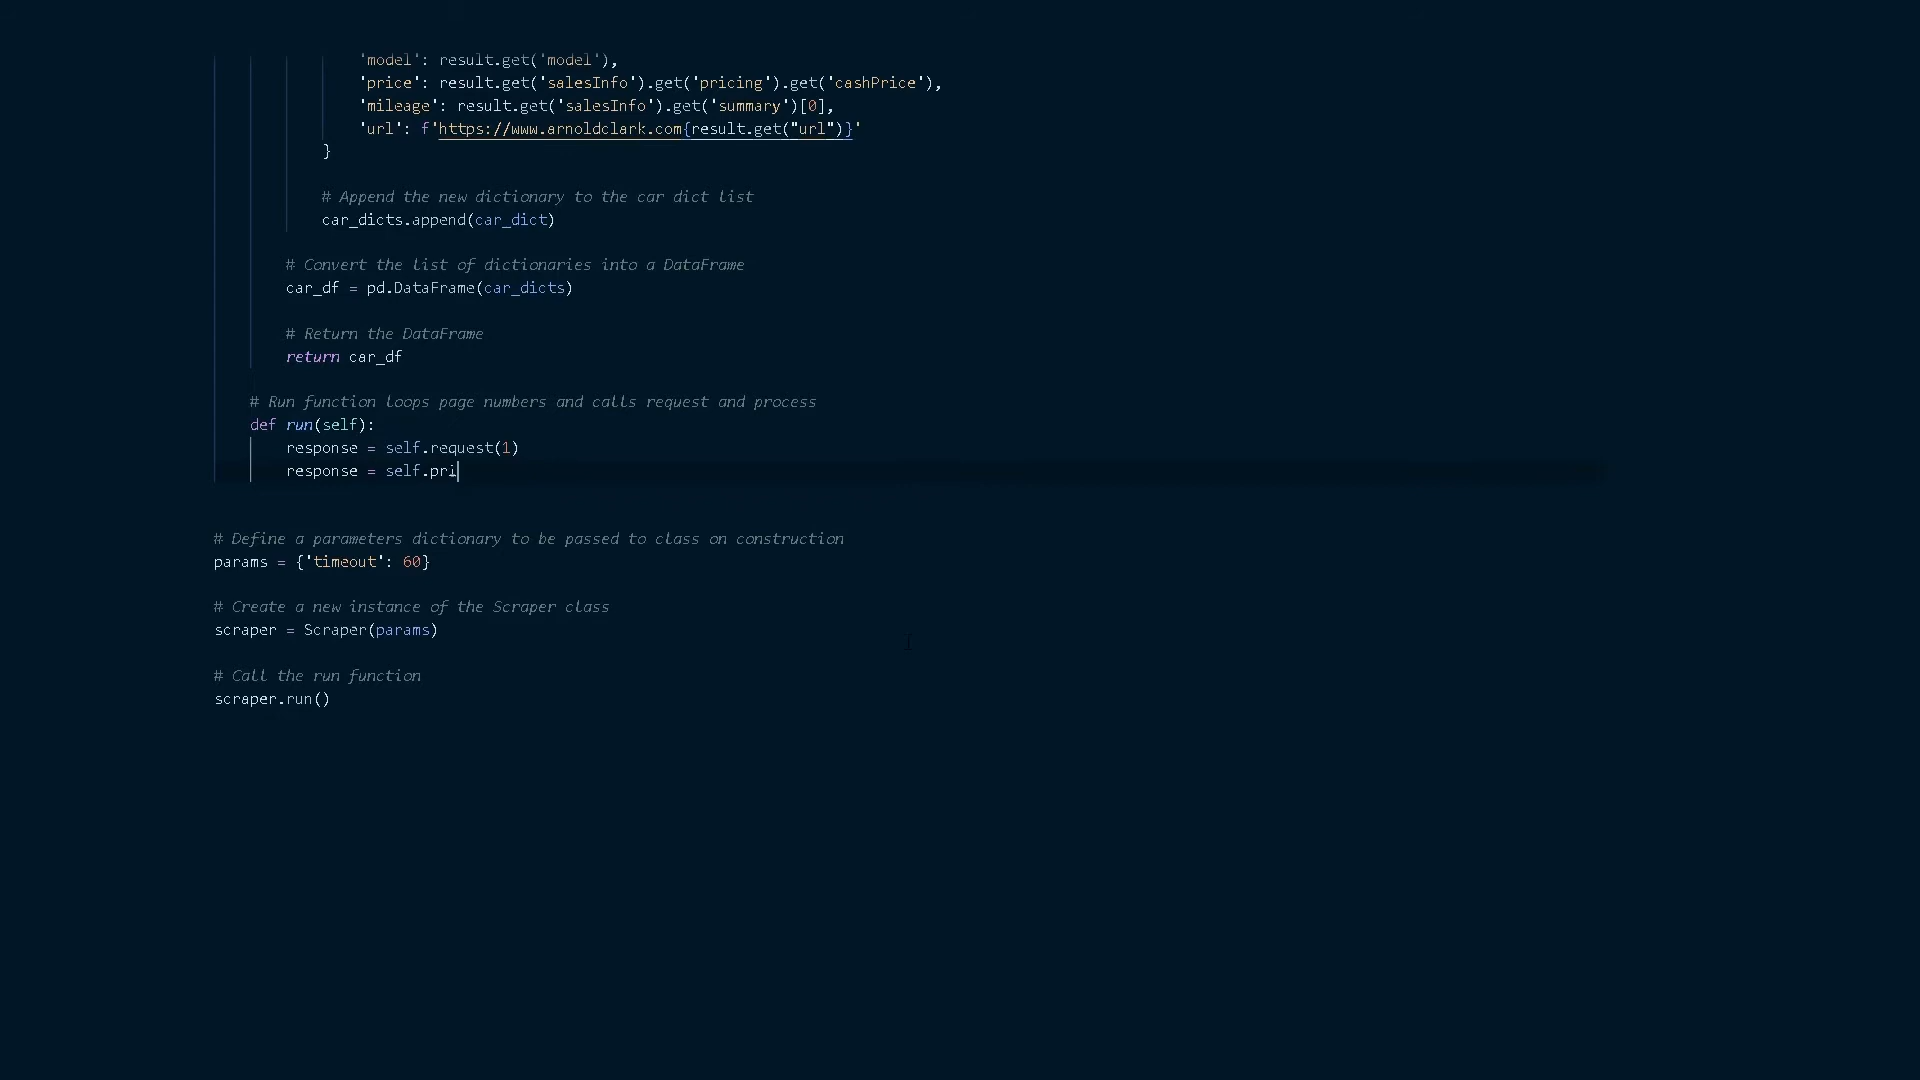 'model': result.get('model'),
'price': result.get('salesInfo').get('pricing').get('cashPrice'),
'mileage': result.get('salesInfo').get('summary')[0],
'url': f'https://www.arnoldclark.com{result.get("url")}'
}
# Append the new dictionary to the car dict list
car_dicts.append(car_dict)
# Convert the list of dictionaries into a DataFrame
car_df = pd.DataFrame(car_dicts)
# Return the DataFrame
return car_df
# Run function loops page numbers and calls request and process
def run(self):
response = self.request(1)
response = self.pri
# Define a parameters dictionary to be passed to class on construction
params = {'timeout': 60}
# Create a new instance of the Scraper class
scraper = Scraper(params)
# Call the run function
scraper.run()